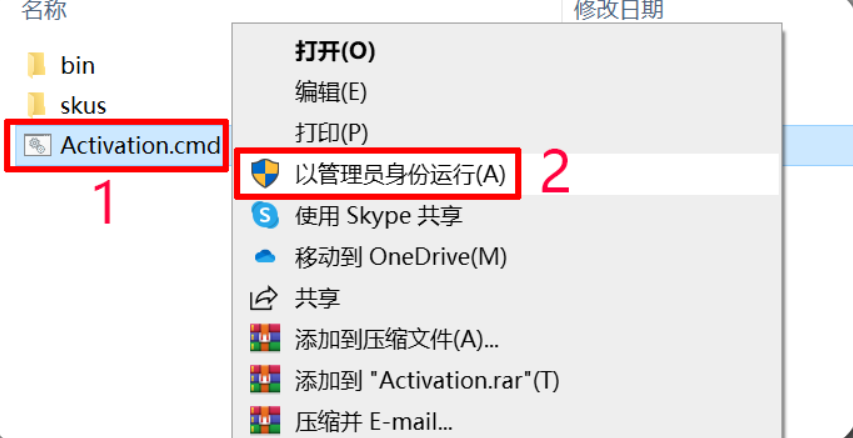 名称 修改日期
bin
skus
Activation.cmd
1
打开(O)
编辑(E)
打印(P)
以管理员身份运行(A)
2
使用 Skype 共享
移动到 OneDrive(M)
共享
添加到压缩文件(A)...
添加到 "Activation.rar"(T)
压缩并 E-mail...